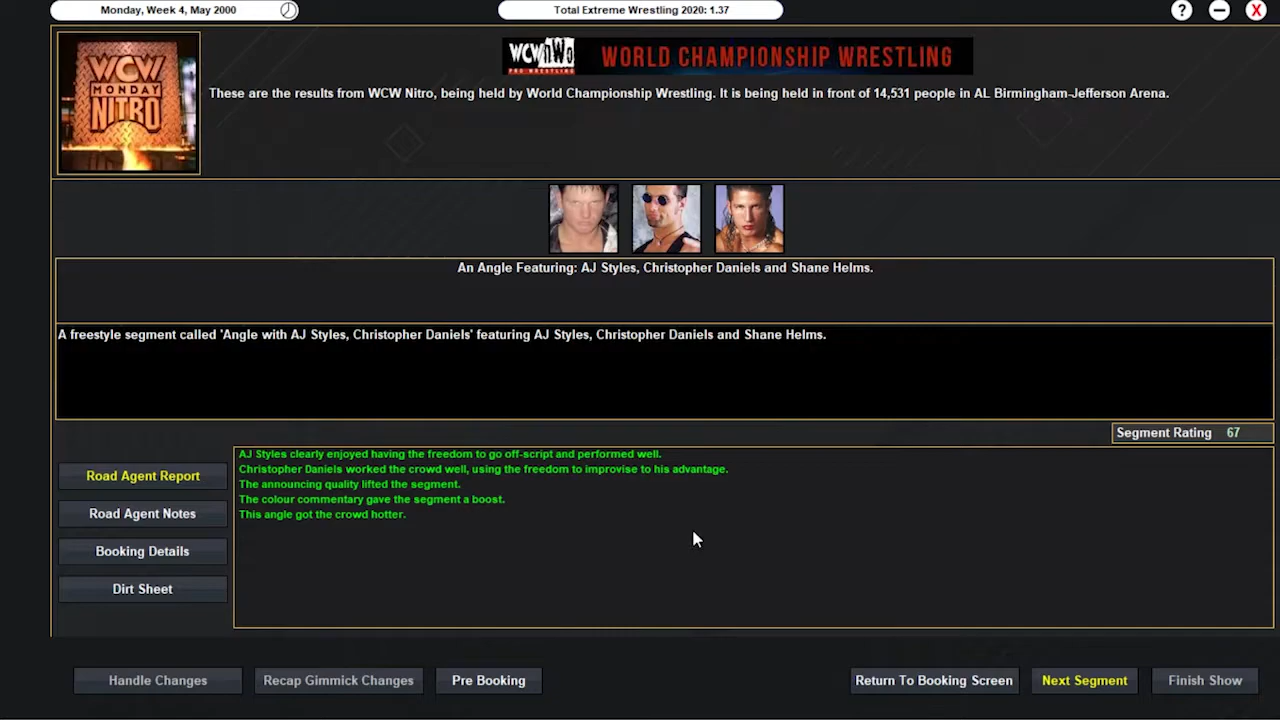 Monday, Week 4, May 2000
Total Extreme Wrestling 2020: 1.37
?
X
WCW
MONDAY
NITRO
WCW nWo
PRO WRESTLING
WORLD CHAMPIONSHIP WRESTLING
These are the results from WCW Nitro, being held by World Championship Wrestling. It is being held in front of 14,531 people in AL Birmingham-Jefferson Arena.
An Angle Featuring: AJ Styles, Christopher Daniels and Shane Helms.
A freestyle segment called 'Angle with AJ Styles, Christopher Daniels' featuring AJ Styles, Christopher Daniels and Shane Helms.
Segment Rating 67
AJ Styles clearly enjoyed having the freedom to go off-script and performed well.
Christopher Daniels worked the crowd well, using the freedom to improvise to his advantage.
The announcing quality lifted the segment.
The colour commentary gave the segment a boost.
This angle got the crowd hotter.
Road Agent Report
Road Agent Notes
Booking Details
Dirt Sheet
Handle Changes
Recap Gimmick Changes
Pre Booking
Return To Booking Screen
Next Segment
Finish Show